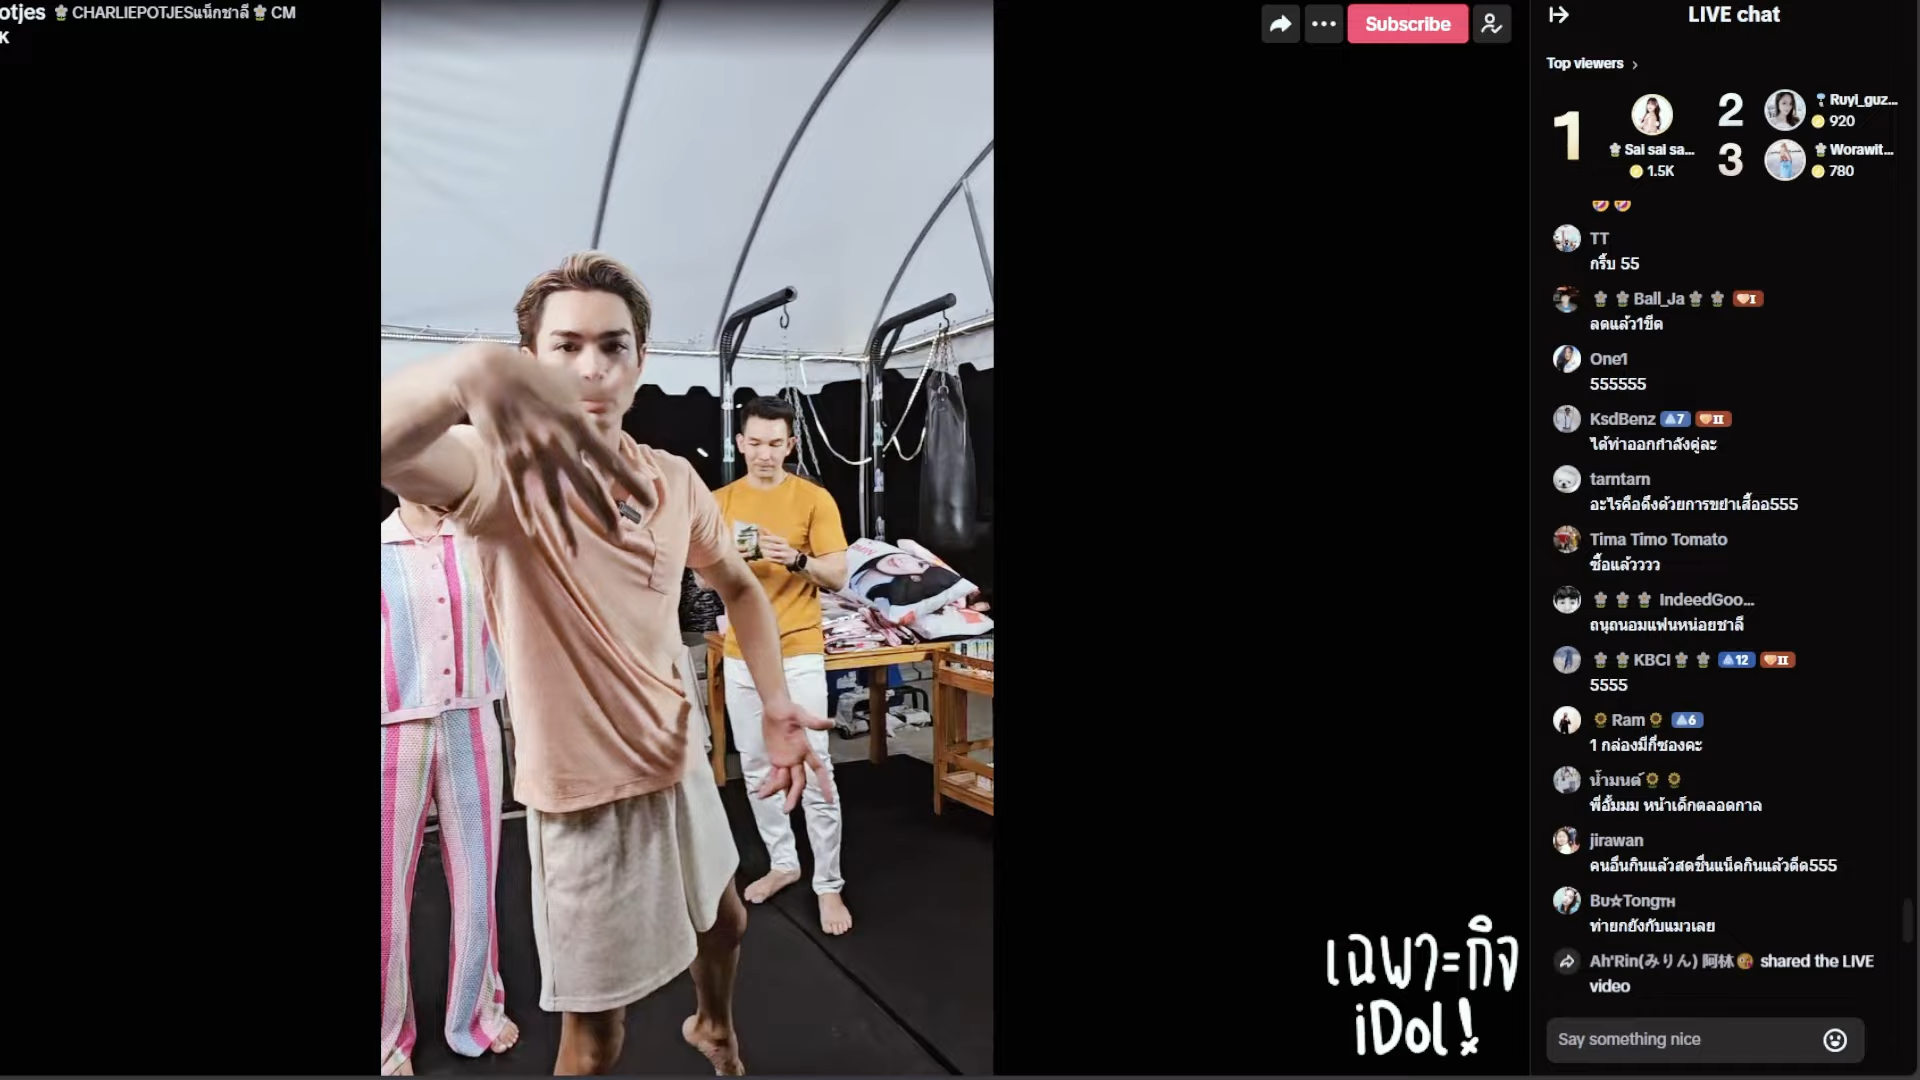 otjes CHARLIEPOTJESแน็กชาลี CM
K
Subscribe
LIVE chat
Top viewers
1
Sai sai sa...
1.5K
2
Ruyi_guz...
920
3
Worawit...
780
TT
กริ๊บ 55
Ball_Ja I
ลดแล้ว1ขีด
One1
555555
KsdBenz 7 II
ได้ท่าออกกำลังคู่ละ
tarntarn
อะไรคือดึงด้วยการขยำเสื้ออ555
Tima Timo Tomato
ซื้อแล้วววว
IndeedGoo...
ถนุถนอมแฟนหน่อยชาลี
KBCI 12 II
5555
Ram 6
1 กล่องมีกี่ซองคะ
น้ำมนต์
พี่อั้มมม หน้าเด็กตลอดกาล
jirawan
คนอื่นกินแล้วสดชื่นแน็คกินแล้วดีด555
Bu★Tongᴛʜ
ท่ายกยังกับแมวเลย
Ah'Rin(みりん) 阿林 shared the LIVE
video
Say something nice
เฉพาะกิจ
iDol!